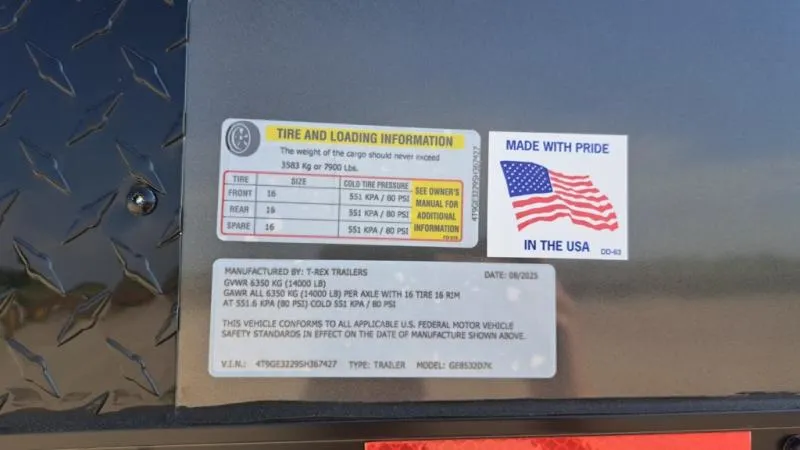 TIRE AND LOADING INFORMATION
The weight of the cargo should never exceed
3583 Kg or 7900 Lbs.
TIRE SIZE COLD TIRE PRESSURE
FRONT 16 551 KPA / 80 PSI
REAR 16 551 KPA / 80 PSI
SPARE 16 551 KPA / 80 PSI
SEE OWNER'S
MANUAL FOR
ADDITIONAL
INFORMATION
MADE WITH PRIDE
IN THE USA
DD-63
MANUFACTURED BY: T-REX TRAILERS DATE: 08/2025
GVWR 6350 KG (14000 LB)
GAWR ALL 6350 KG (14000 LB) PER AXLE WITH 16 TIRE 16 RIM
AT 551.6 KPA (80 PSI) COLD 551 KPA / 80 PSI
THIS VEHICLE CONFORMS TO ALL APPLICABLE U.S. FEDERAL MOTOR VEHICLE
SAFETY STANDARDS IN EFFECT ON THE DATE OF MANUFACTURE SHOWN ABOVE.
V.I.N.: 4T9GE3229SH367427 TYPE: TRAILER MODEL: GE8532D7K